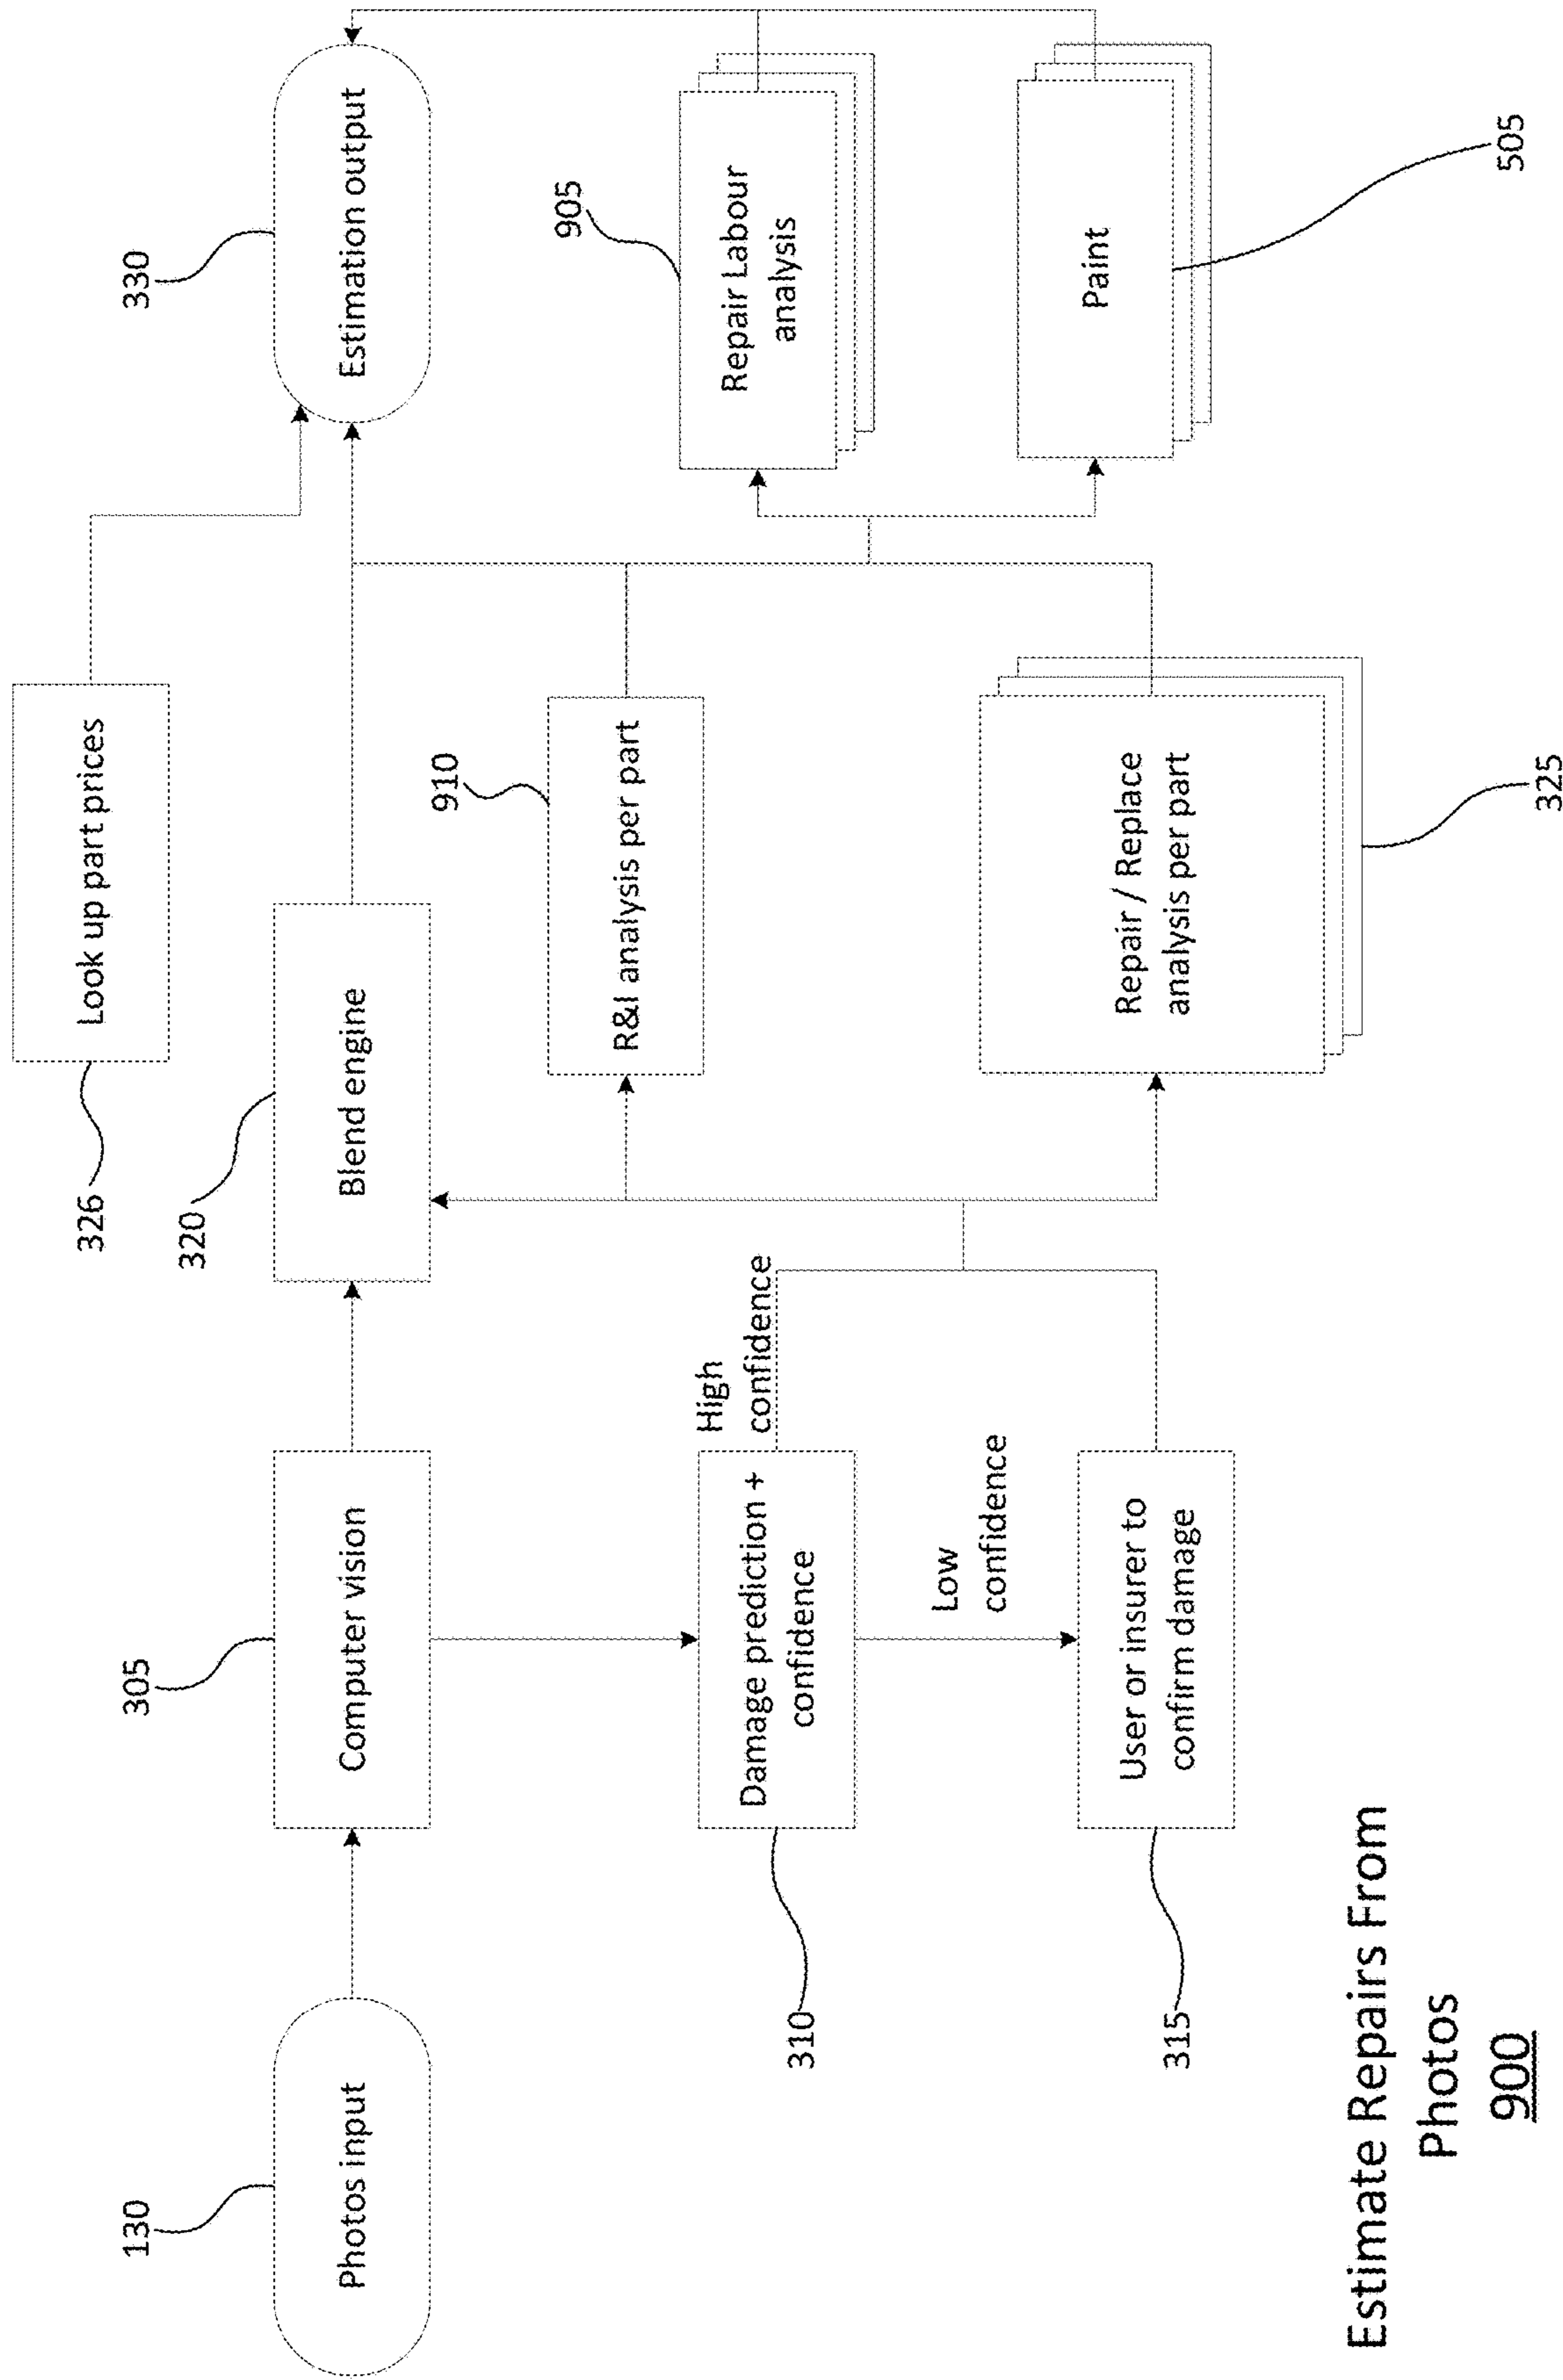 326
Look up part prices
130
Photos input
305
Computer vision
320
Blend engine
330
Estimation output
310
Damage prediction +
confidence
High
confidence
910
R&I analysis per part
905
Repair Labour
analysis
Low
confidence
315
User or insurer to
confirm damage
Repair / Replace
analysis per part
325
Paint
505
Estimate Repairs From
Photos
900